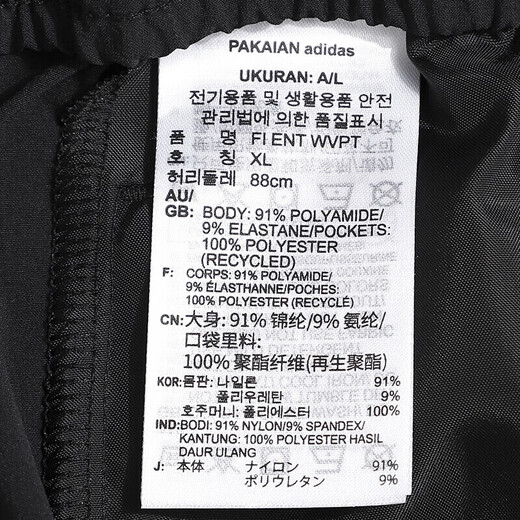 PAKAIAN adidas
UKURAN: A/L
전기용품 및 생활용품 안전
관리법에 의한 품질표시
품 명 FI ENT WVPT
호 칭 XL
허리둘레 88cm
AU/
GB: BODY: 91% POLYAMIDE/
9% ELASTANE/POCKETS:
100% POLYESTER
(RECYCLED)
F: CORPS: 91% POLYAMIDE/
9% ÉLASTHANNE/POCHES:
100% POLYESTER (RECYCLÉ)
CN: 大身: 91% 锦纶/9% 氨纶/
口袋里料:
100% 聚酯纤维(再生聚酯)
KOR: 몸판: 나일론 91%
폴리우레탄 9%
호주머니: 폴리에스터 100%
IND: BODI: 91% NYLON/9% SPANDEX/
KANTUNG: 100% POLYESTER HASIL
DAUR ULANG
J: 本体 ナイロン 91%
ポリウレタン 9%